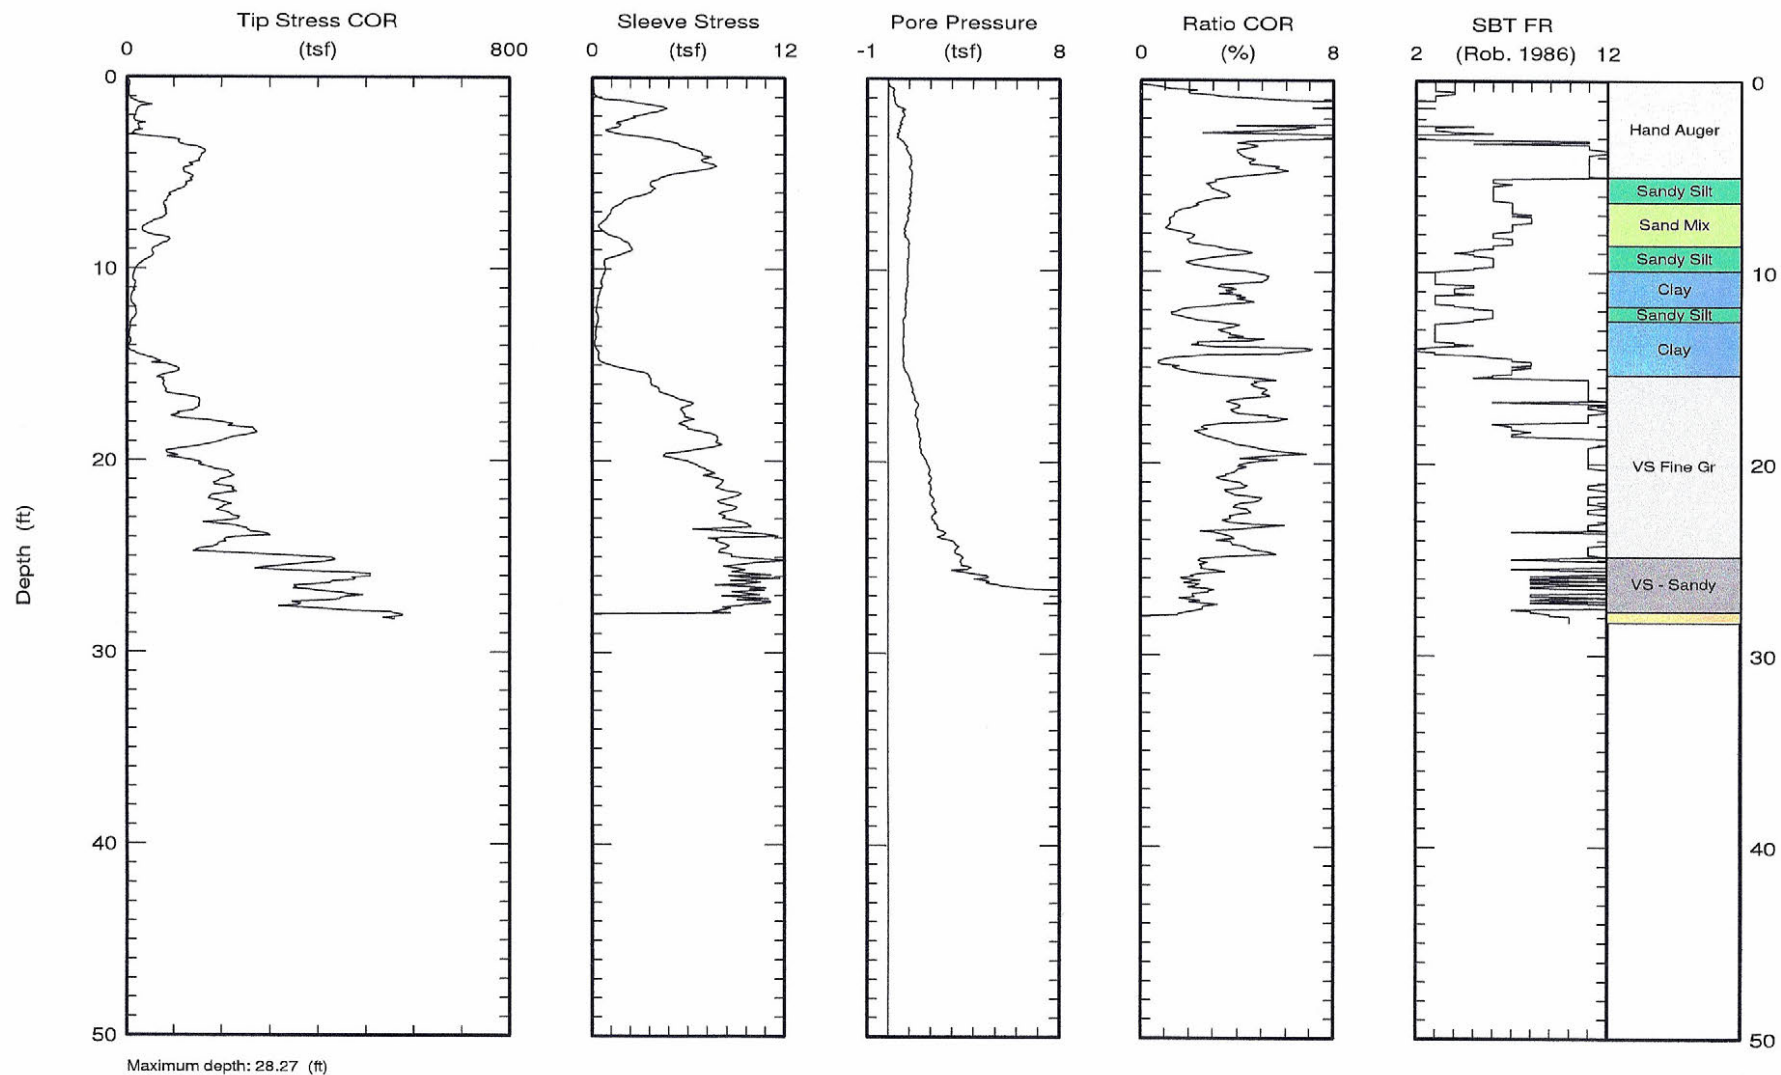 Tip Stress COR
(tsf)
0 800
Sleeve Stress
(tsf)
0 12
Pore Pressure
(tsf)
-1 8
Ratio COR
(%)
0 8
SBT FR
(Rob. 1986)
2 12
Depth (ft)
0
10
20
30
40
50
Hand Auger
Sandy Silt
Sand Mix
Sandy Silt
Clay
Sandy Silt
Clay
VS Fine Gr
VS - Sandy
0
10
20
30
40
50
Maximum depth: 28.27 (ft)